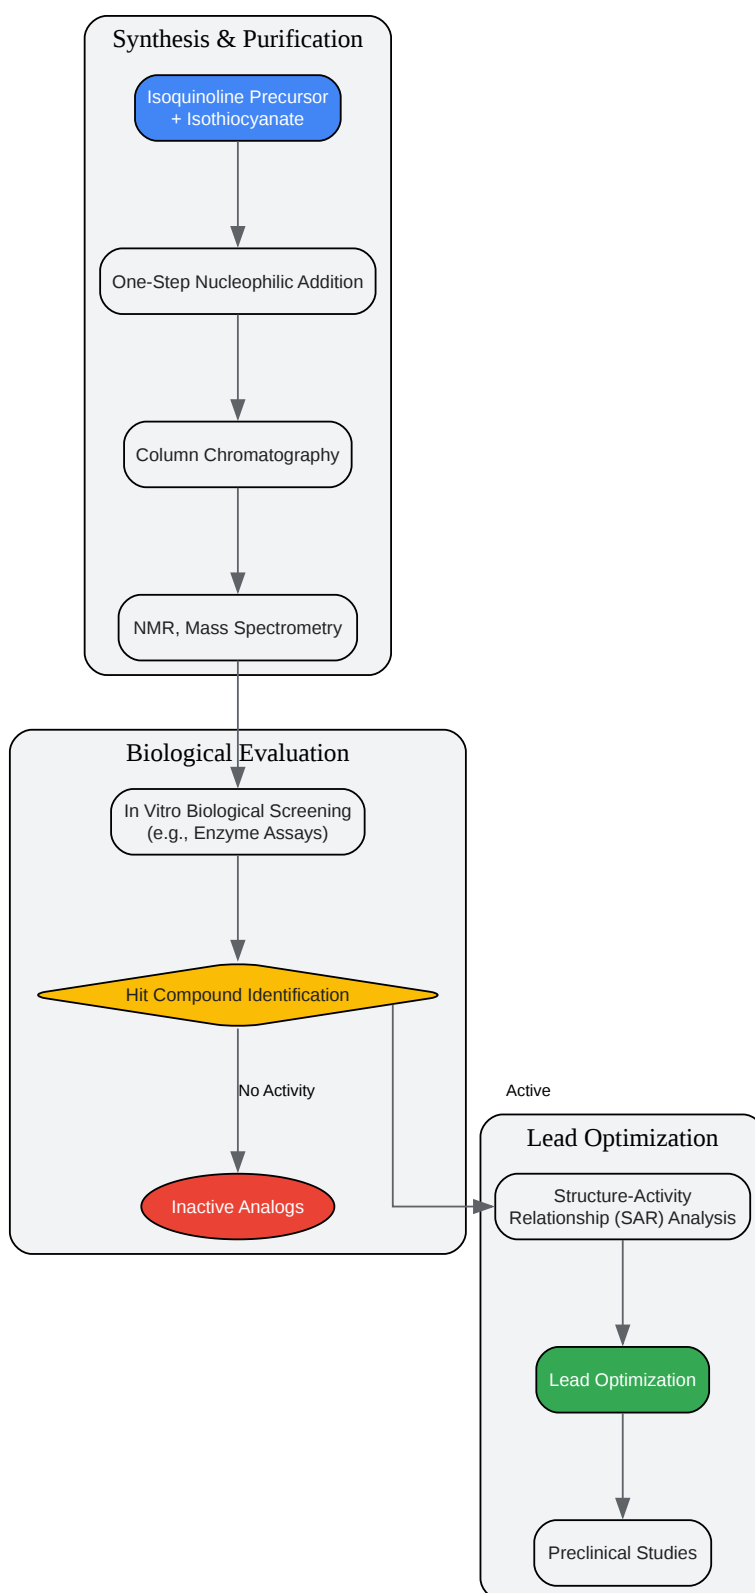 Synthesis & Purification
Isoquinoline Precursor
+ Isothiocyanate
One-Step Nucleophilic Addition
Column Chromatography
NMR, Mass Spectrometry
Biological Evaluation
In Vitro Biological Screening
(e.g., Enzyme Assays)
Hit Compound Identification
No Activity
Active
Inactive Analogs
Lead Optimization
Structure-Activity
Relationship (SAR) Analysis
Lead Optimization
Preclinical Studies